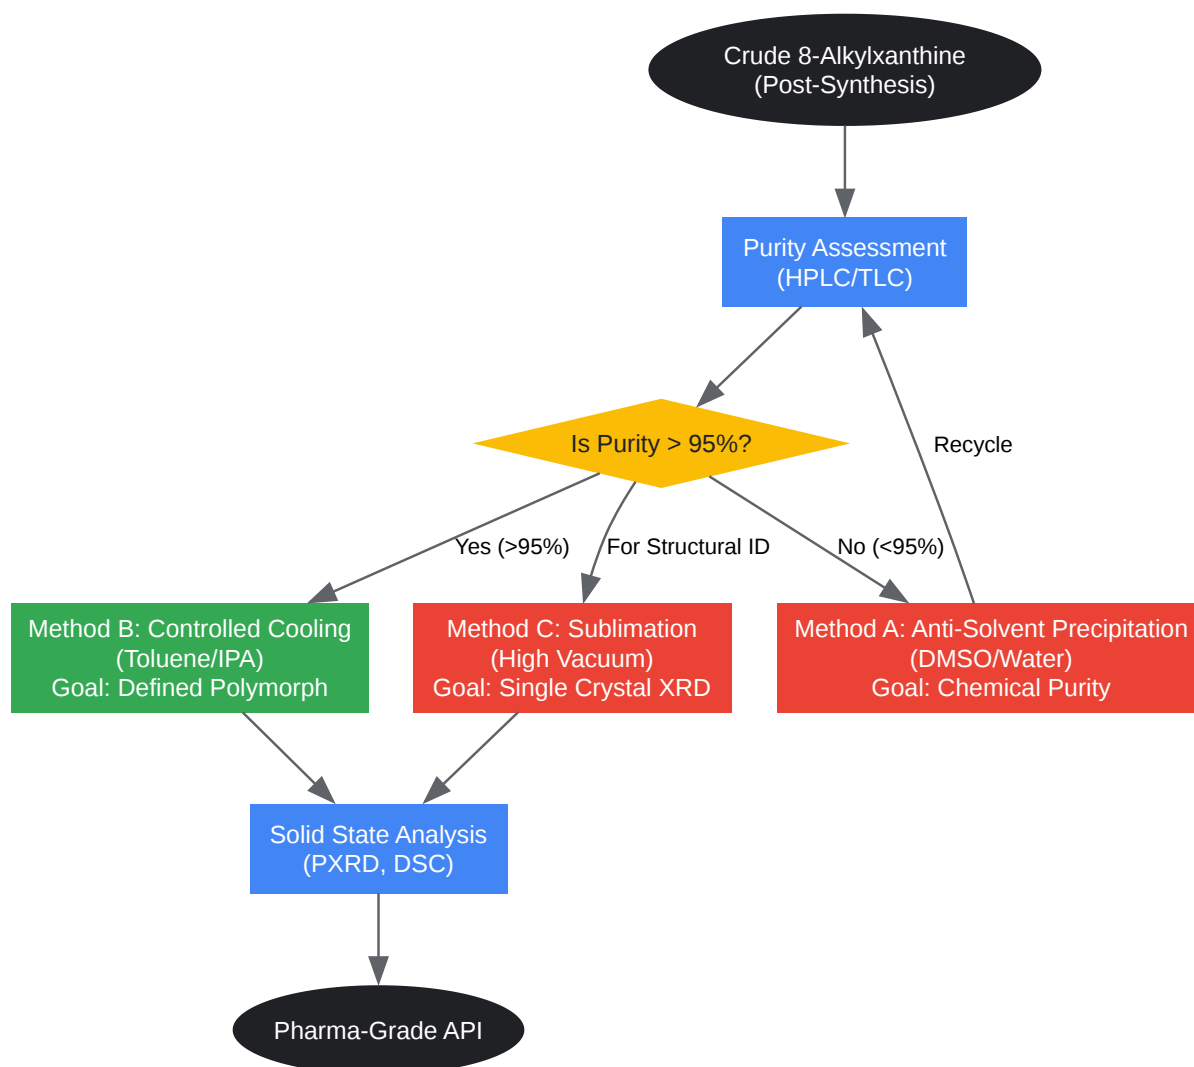 Crude 8-Alkylxanthine
(Post-Synthesis)
Purity Assessment
(HPLC/TLC)
Is Purity > 95%?
Recycle
Yes (>95%)
For Structural ID
No (<95%)
Method B: Controlled Cooling
(Toluene/IPA)
Goal: Defined Polymorph
Method C: Sublimation
(High Vacuum)
Goal: Single Crystal XRD
Method A: Anti-Solvent Precipitation
(DMSO/Water)
Goal: Chemical Purity
Solid State Analysis
(PXRD, DSC)
Pharma-Grade API